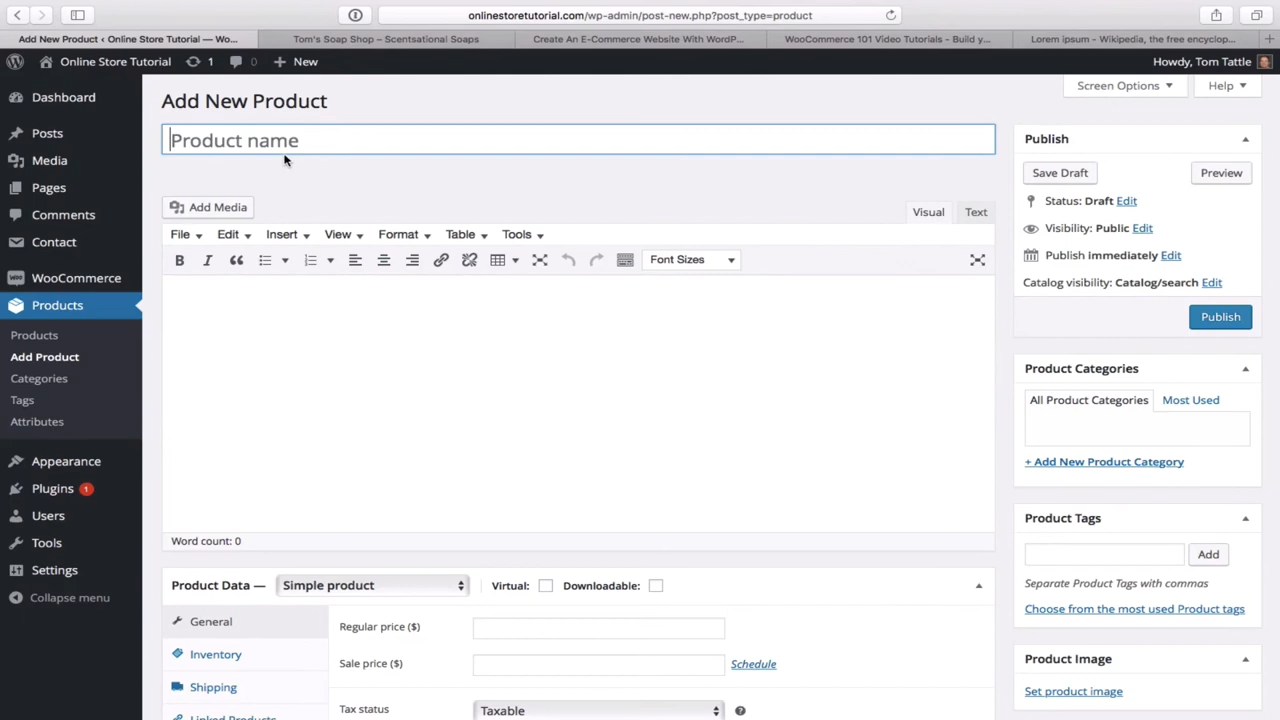 onlinestoretutorial.com/wp-admin/post-new.php?post_type=product
Add New Product ‹ Online Store Tutorial — Wo...
Tom's Soap Shop – Scentsational Soaps
Create An E-Commerce Website With WordP...
WooCommerce 101 Video Tutorials - Build y...
Lorem ipsum - Wikipedia, the free encyclop...
Online Store Tutorial
1
0
New
Howdy, Tom Tattle
Screen Options
Help
Dashboard
Posts
Media
Pages
Comments
Contact
WooCommerce
Products
Products
Add Product
Categories
Tags
Attributes
Appearance
Plugins 1
Users
Tools
Settings
Collapse menu
Add New Product
Product name
Add Media
Visual
Text
File
Edit
Insert
View
Format
Table
Tools
B
I
Font Sizes
Word count: 0
Product Data —
Simple product
Virtual:
Downloadable:
General
Inventory
Shipping
Linked Products
Regular price ($)
Sale price ($)
Schedule
Tax status
Taxable
Publish
Save Draft
Preview
Status: Draft Edit
Visibility: Public Edit
Publish immediately Edit
Catalog visibility: Catalog/search Edit
Publish
Product Categories
All Product Categories
Most Used
+ Add New Product Category
Product Tags
Add
Separate Product Tags with commas
Choose from the most used Product tags
Product Image
Set product image